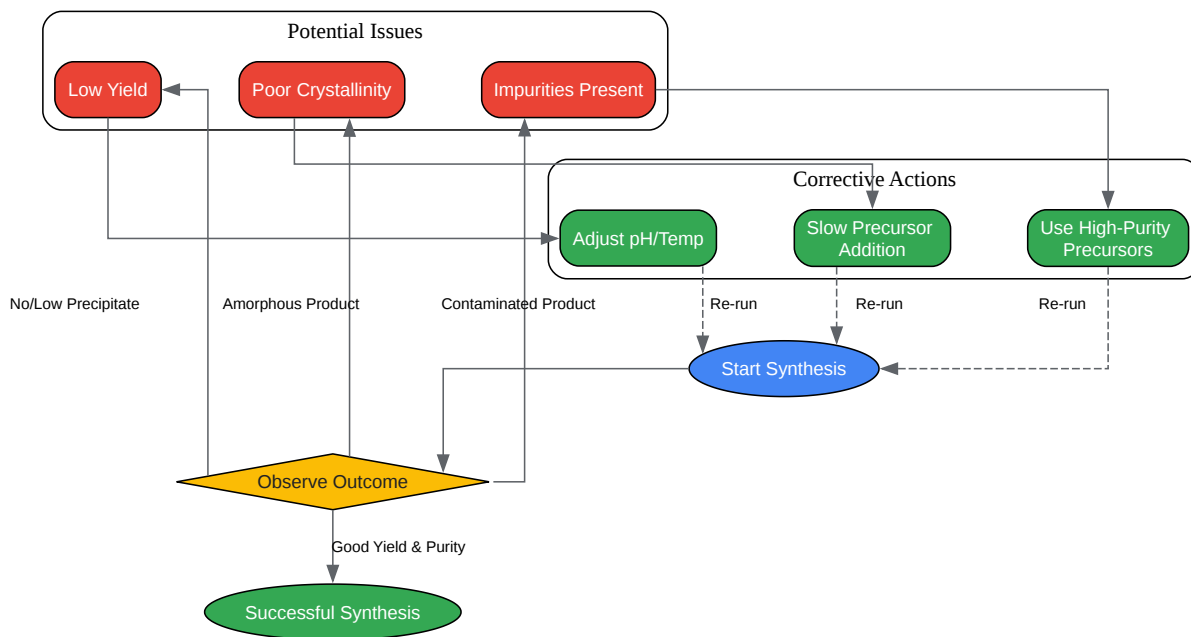 Potential Issues
Low Yield
Poor Crystallinity
Impurities Present
Corrective Actions
Adjust pH/Temp
Slow Precursor
Addition
Use High-Purity
Precursors
No/Low Precipitate
Amorphous Product
Contaminated Product
Re-run
Re-run
Re-run
Start Synthesis
Observe Outcome
Good Yield & Purity
Successful Synthesis